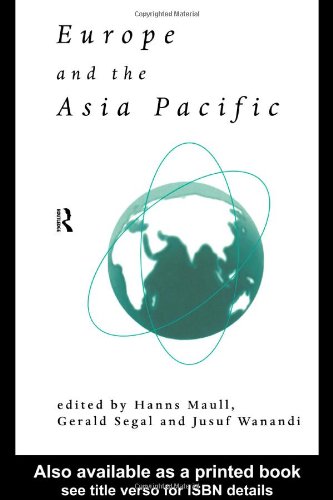 Europe
and the
Asia Pacific
ROUTLEDGE
edited by Hanns Maull,
Gerald Segal and Jusuf Wanandi
Also available as a printed book
see title verso for ISBN details